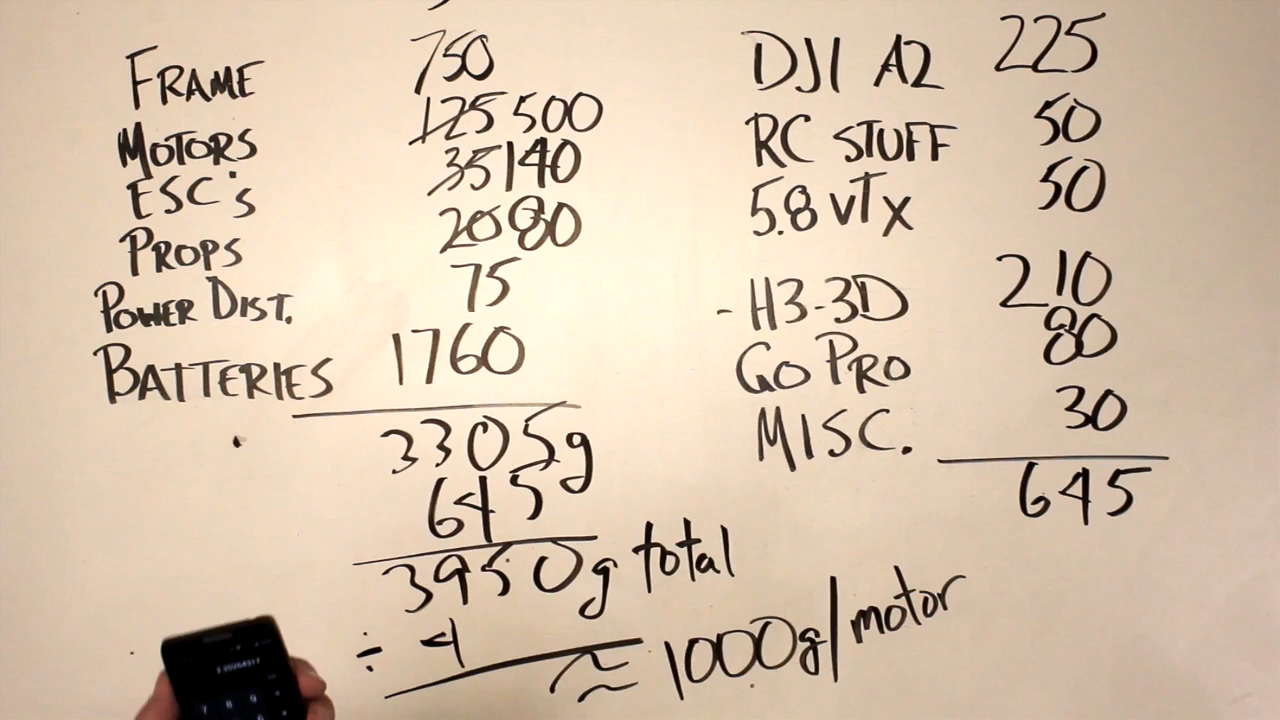 FRAME 750
MOTORS 125 500
ESC's 35 140
PROPS 20 80
POWER DIST. 75
BATTERIES 1760
3305g
645
3950g total
÷ 4 ≈ 1000g/motor
DJI A2 225
RC STUFF 50
5.8 vTx 50
- H3-3D 210
GO PRO 80
MISC. 30
645